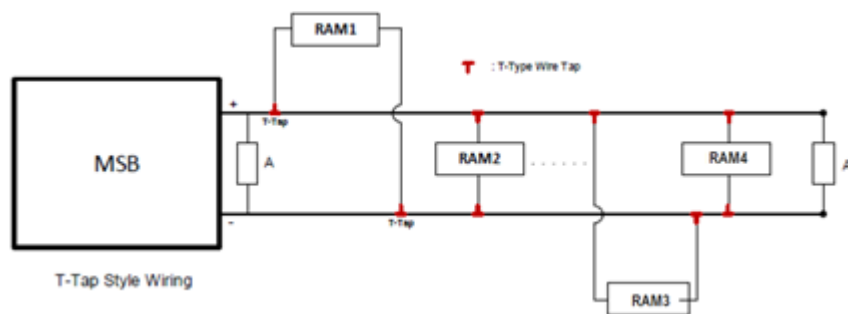 RAM1
: T-Type Wire Tap
+
T-Tap
MSB
A
RAM2
. . . . . .
RAM4
A
-
T-Tap
T-Tap Style Wiring
RAM3